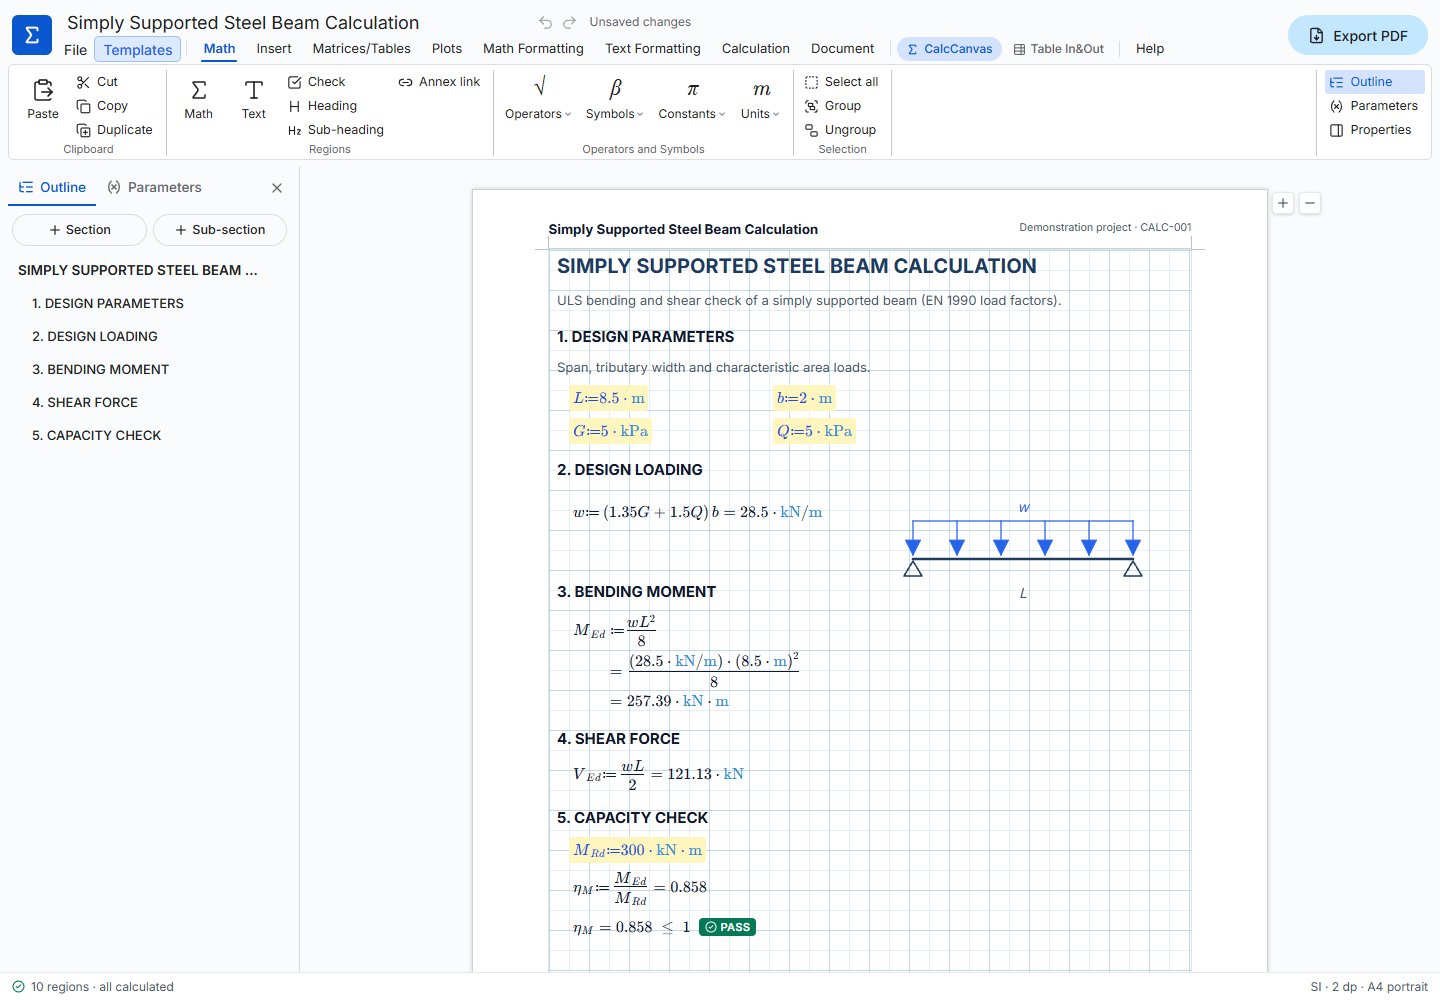 Simply Supported Steel Beam Calculation
Unsaved changes
File Templates Math Insert Matrices/Tables Plots Math Formatting Text Formatting Calculation Document Σ CalcCanvas Table In&Out Help
Export PDF
Paste
Cut
Copy
Duplicate
Clipboard
Σ Math
T Text
Check
H Heading
H₂ Sub-heading
Annex link
Regions
√ Operators
β Symbols
π Constants
m Units
Operators and Symbols
Select all
Group
Ungroup
Selection
Outline
(x) Parameters
Properties
Outline (x) Parameters
+ Section + Sub-section
SIMPLY SUPPORTED STEEL BEAM ...
1. DESIGN PARAMETERS
2. DESIGN LOADING
3. BENDING MOMENT
4. SHEAR FORCE
5. CAPACITY CHECK
Simply Supported Steel Beam Calculation Demonstration project · CALC-001
SIMPLY SUPPORTED STEEL BEAM CALCULATION
ULS bending and shear check of a simply supported beam (EN 1990 load factors).
1. DESIGN PARAMETERS
Span, tributary width and characteristic area loads.
L:=8.5 · m b:=2 · m
G:=5 · kPa Q:=5 · kPa
2. DESIGN LOADING
w:= (1.35G + 1.5Q) b = 28.5 · kN/m
w
L
3. BENDING MOMENT
M_Ed := wL²/8
= (28.5 · kN/m) · (8.5 · m)²/8
= 257.39 · kN · m
4. SHEAR FORCE
V_Ed := wL/2 = 121.13 · kN
5. CAPACITY CHECK
M_Rd:=300 · kN · m
η_M := M_Ed/M_Rd = 0.858
η_M = 0.858 ≤ 1 PASS
10 regions · all calculated SI · 2 dp · A4 portrait